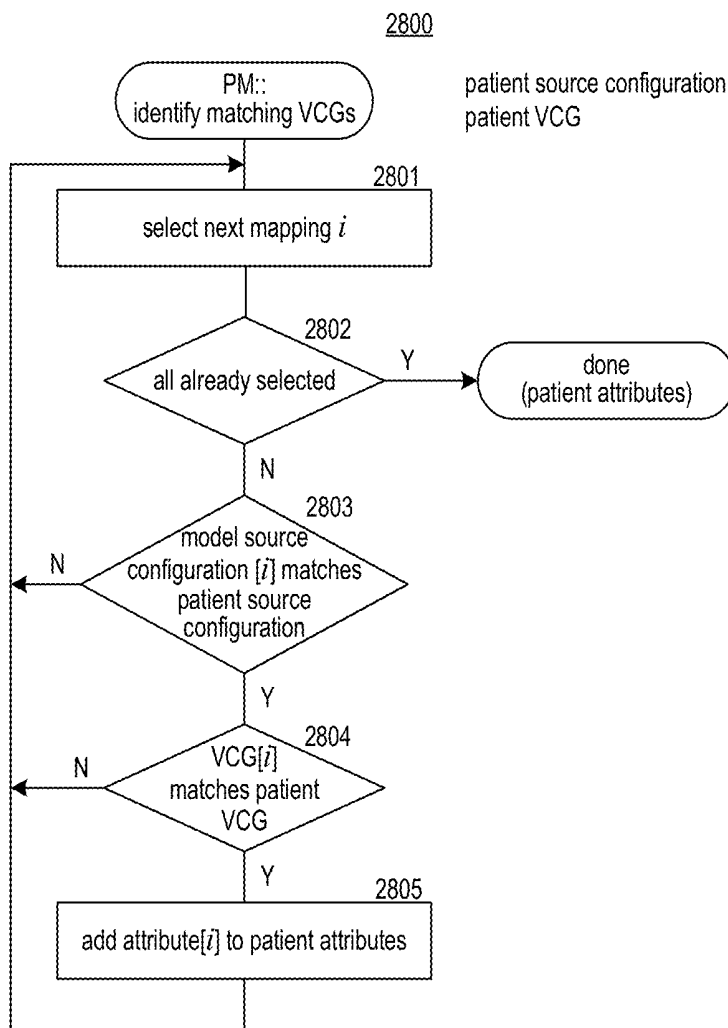 2800
PM::
identify matching VCGs
patient source configuration
patient VCG
2801
select next mapping i
2802
all already selected
Y
done
(patient attributes)
N
2803
model source
configuration [i] matches
patient source
configuration
N
Y
2804
VCG[i]
matches patient
VCG
N
Y
2805
add attribute[i] to patient attributes